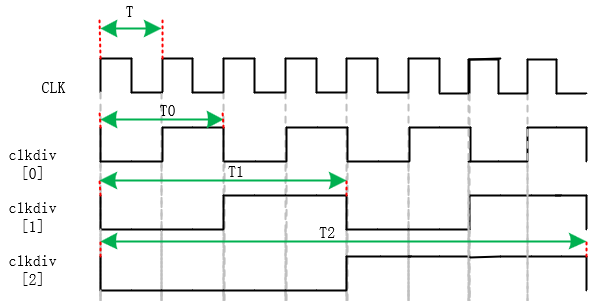 T
CLK
T0
clkdiv
[0]
T1
clkdiv
[1]
T2
clkdiv
[2]